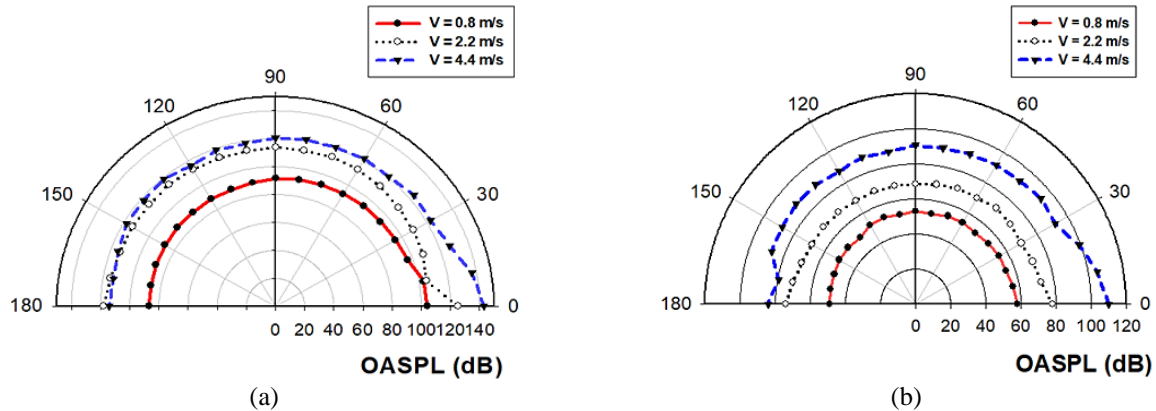 V = 0.8 m/s
V = 2.2 m/s
V = 4.4 m/s
90
120
60
150
30
180
0
0 20 40 60 80 100 120 140
OASPL (dB)
(a)
V = 0.8 m/s
V = 2.2 m/s
V = 4.4 m/s
90
120
60
150
30
180
0
0 20 40 60 80 100 120
OASPL (dB)
(b)